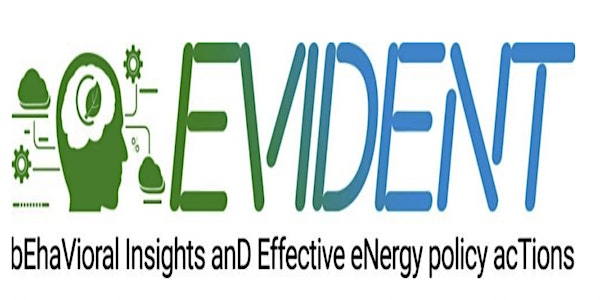 EVIDENT
bEhaVioral Insights anD Effective eNergy policy acTions